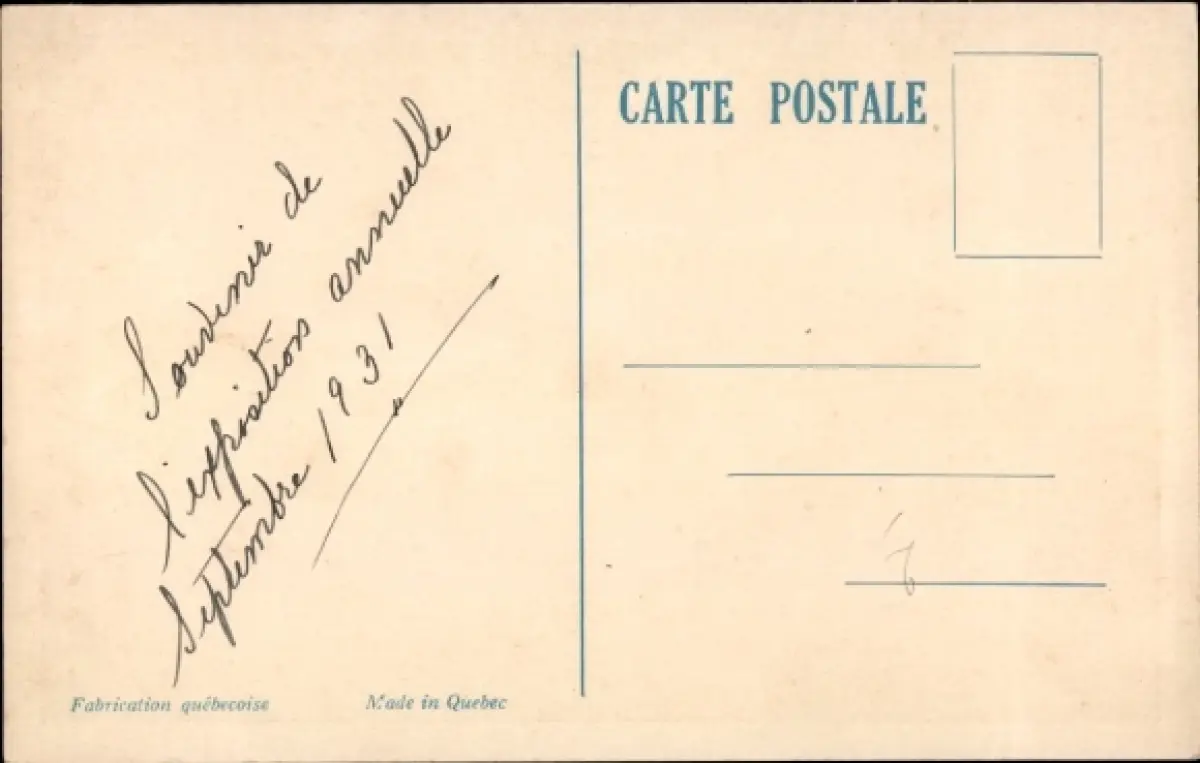 Souvenir de
l'exposition annuelle
Septembre 1931
CARTE POSTALE
Fabrication québecoise
Made in Quebec